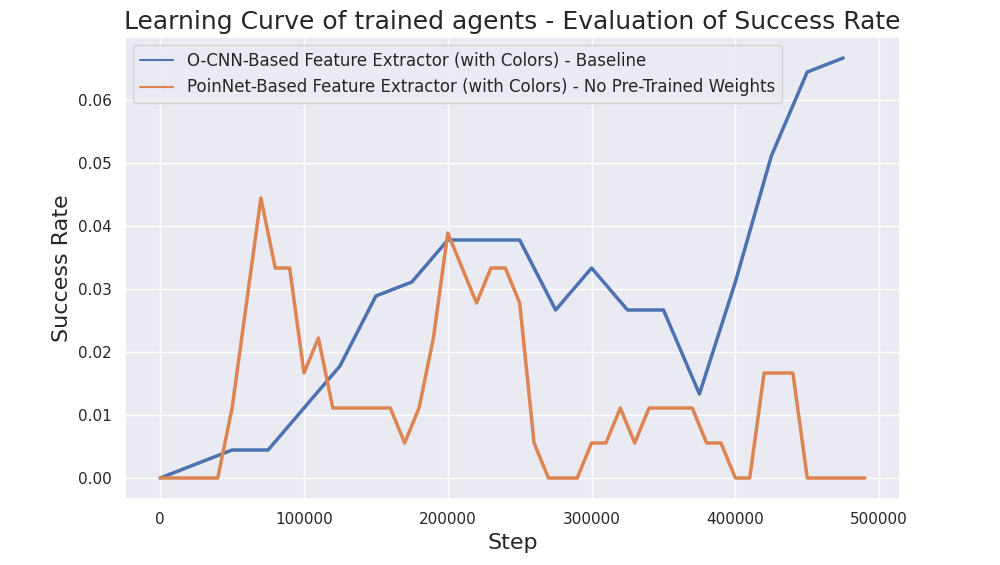 Learning Curve of trained agents - Evaluation of Success Rate
O-CNN-Based Feature Extractor (with Colors) - Baseline
PoinNet-Based Feature Extractor (with Colors) - No Pre-Trained Weights
Success Rate
0.06
0.05
0.04
0.03
0.02
0.01
0.00
0 100000 200000 300000 400000 500000
Step